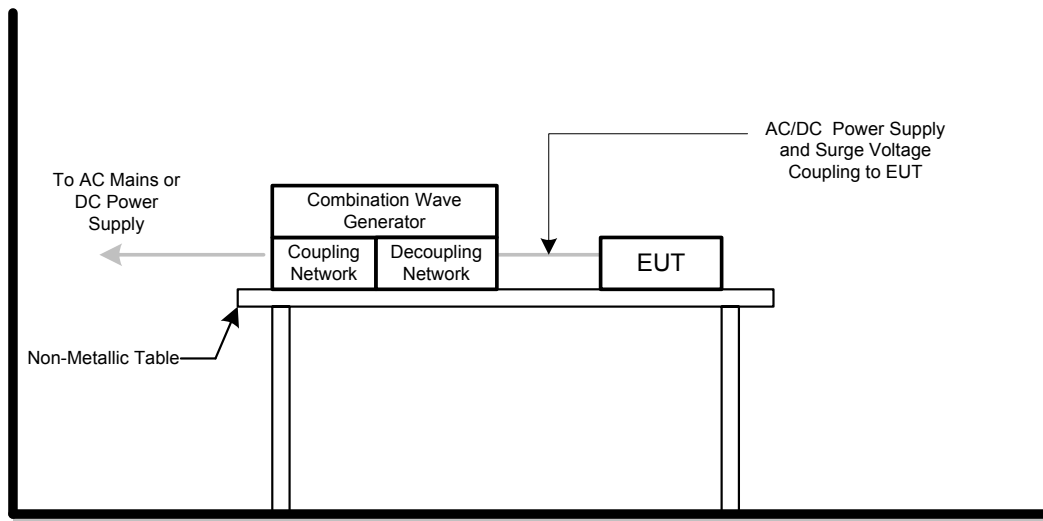 AC/DC Power Supply
and Surge Voltage
Coupling to EUT
To AC Mains or
DC Power
Supply
Combination Wave
Generator
Coupling
Network
Decoupling
Network
EUT
Non-Metallic Table